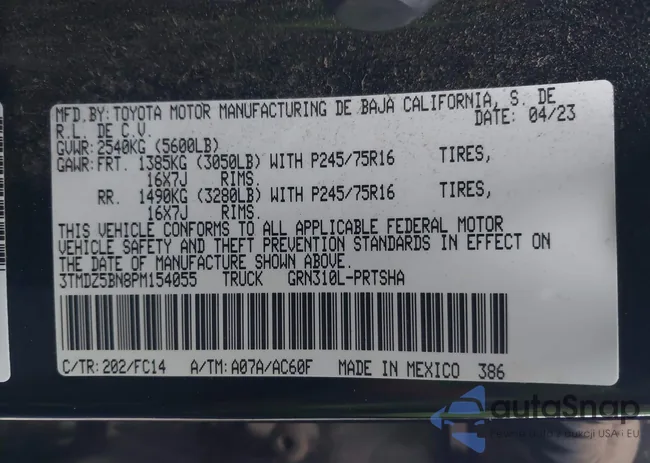 MFD.BY: TOYOTA MOTOR MANUFACTURING DE BAJA CALIFORNIA, S. DE
R.L. DE C.V. DATE: 04/23
GVWR: 2540KG (5600LB)
GAWR: FRT. 1385KG (3050LB) WITH P245/75R16 TIRES,
16X7J RIMS.
RR. 1490KG (3280LB) WITH P245/75R16 TIRES,
16X7J RIMS.
THIS VEHICLE CONFORMS TO ALL APPLICABLE FEDERAL MOTOR
VEHICLE SAFETY AND THEFT PREVENTION STANDARDS IN EFFECT ON
THE DATE OF MANUFACTURE SHOWN ABOVE.
3TMDZ5BN8PM154055 TRUCK GRN310L-PRTSHA
C/TR: 202/FC14 A/TM: A07A/AC60F MADE IN MEXICO 386
autoSnap
USA - EU